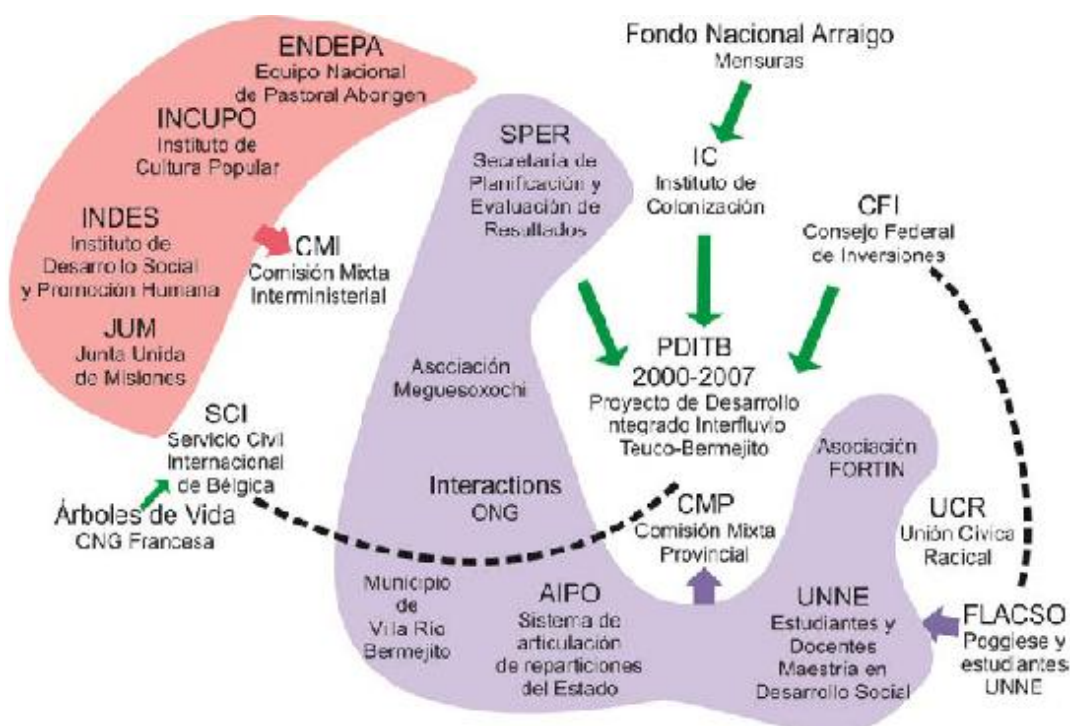 ENDEPA
Equipo Nacional
de Pastoral Aborgen
INCUPO
Instituto de
Cultura Popular
INDES
Instituto de
Desarrollo Social
y Promoción Humana
JUM
Junta Unida
de Misiones
CMI
Comisión Mixta
Interministerial
SCI
Servicio Civil
Internacional
de Bélgica
Árboles de Vida
CNG Francesa
SPER
Secretaría de
Planificación y
Evaluación de
Resultados
Asociación
Meguesoxochi
Interactions
ONG
Municipio
de
Villa Río
Bermejito
AIPO
Sistema de
articulación
de reparticiones
del Estado
Fondo Nacional Arraigo
Mensuras
IC
Instituto de
Colonización
CFI
Consejo Federal
de Inversiones
PDITB
2000-2007
Proyecto de Desarrollo
ntegrado Interfluvio
Teuco-Bermejito
CMP
Comisión Mixta
Provincial
Asociación
FORTIN
UCR
Unión Cívica
Racical
UNNE
Estudiantes y
Docentes
Maestría en
Desarrollo Social
FLACSO
Poggiese y
estudiantes
UNNE